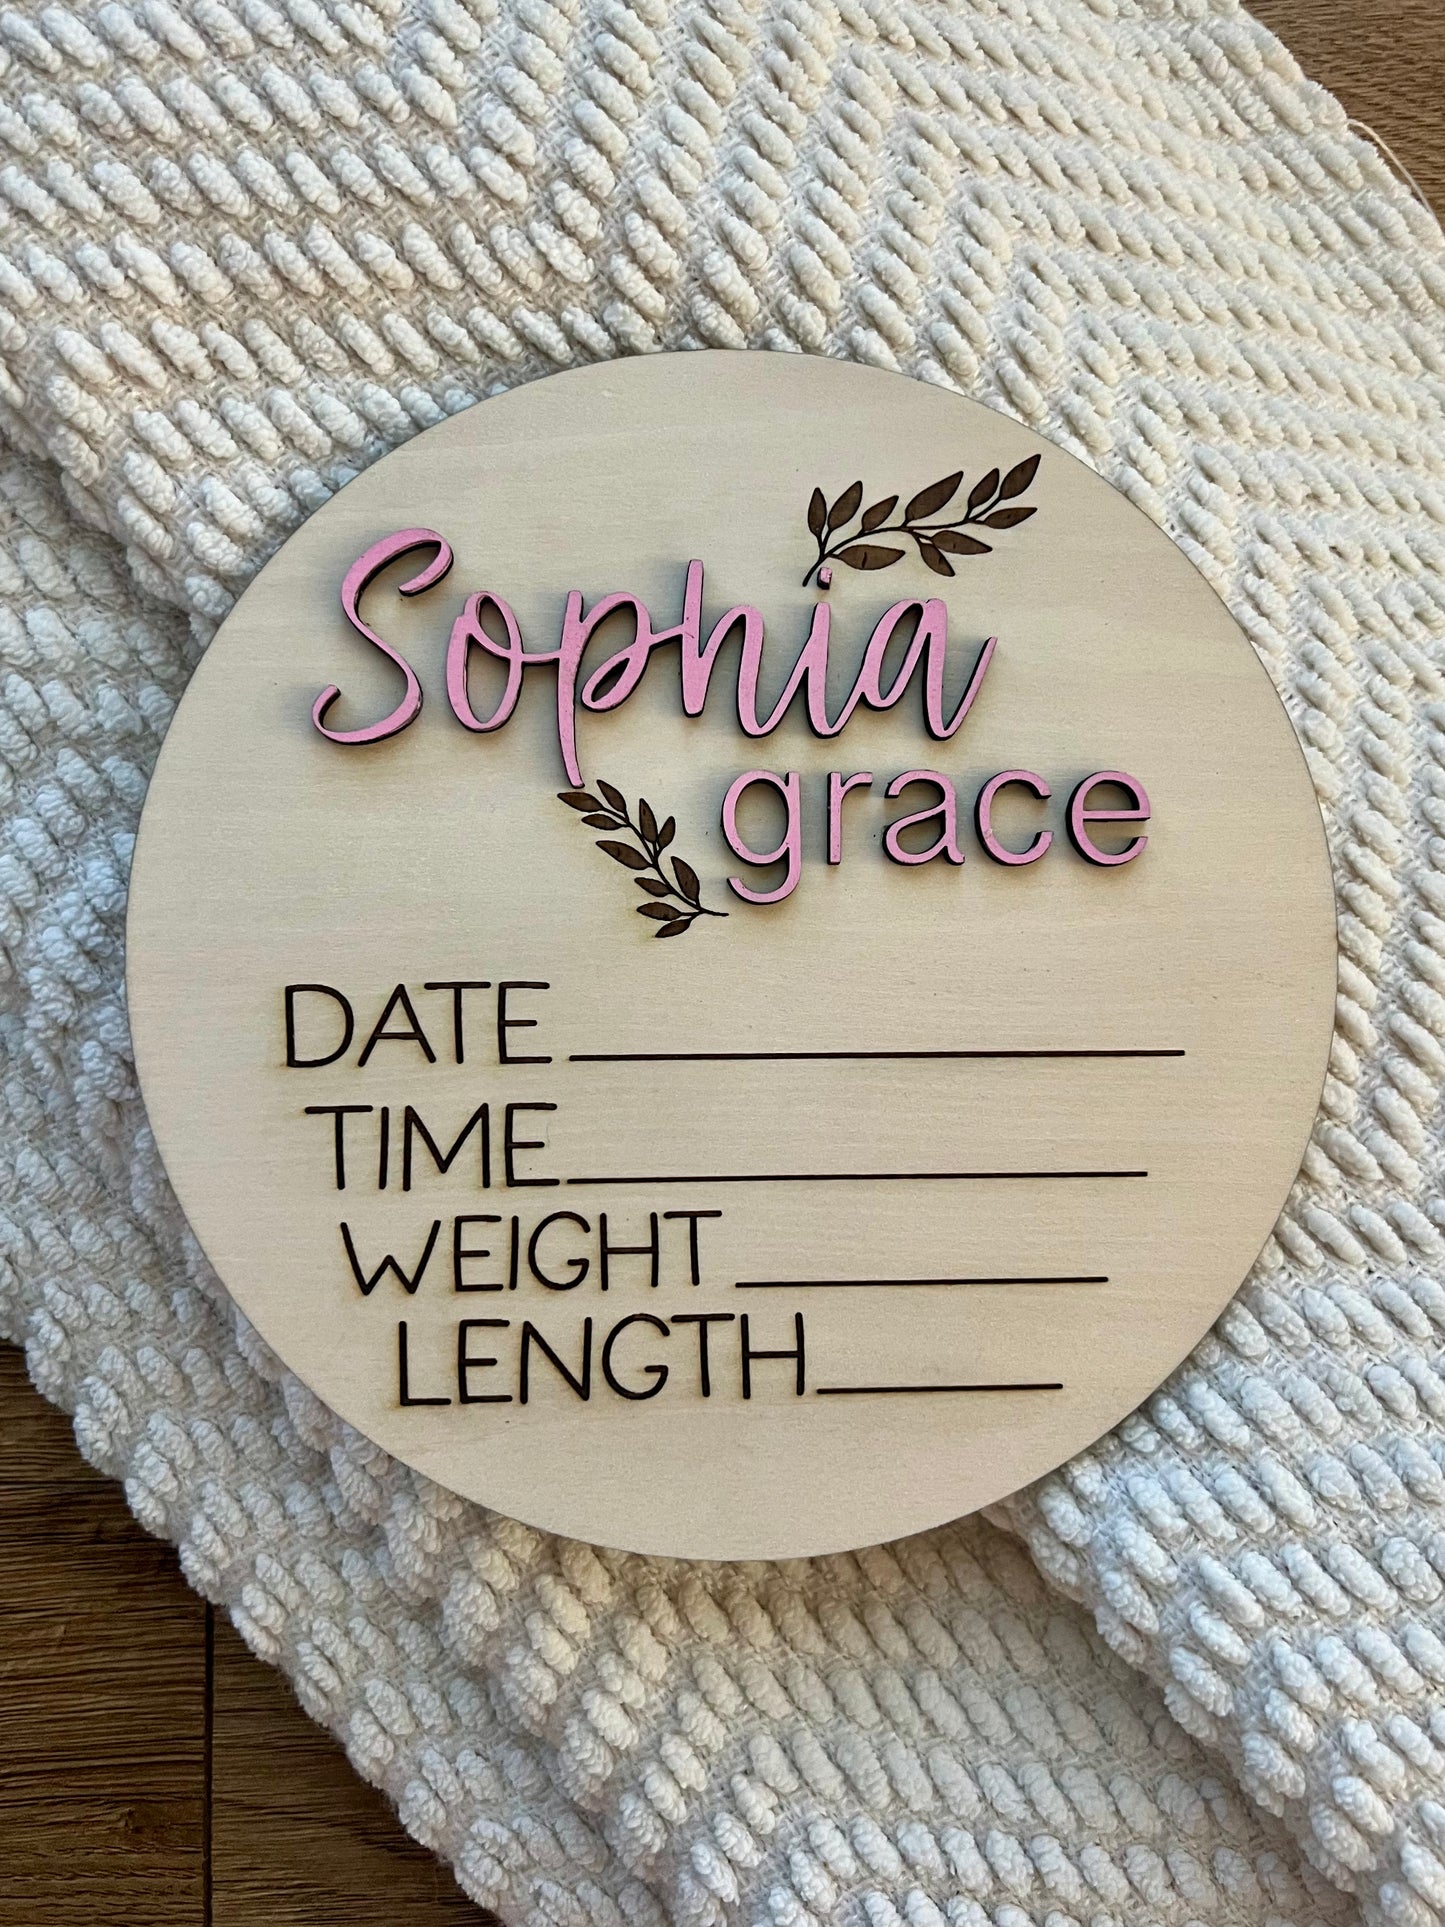 Sophia
grace
DATE
TIME
WEIGHT
LENGTH